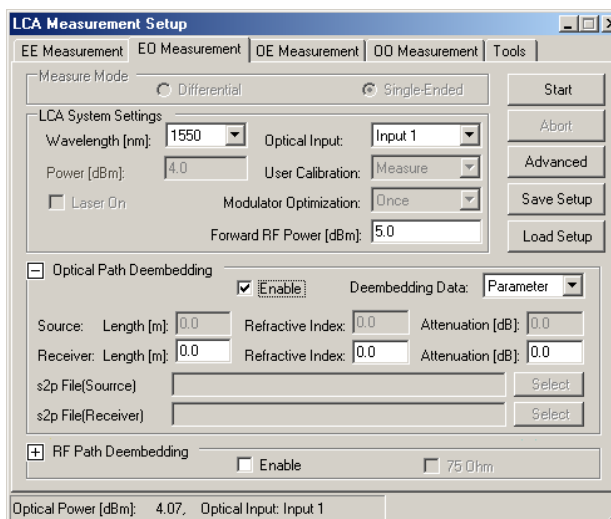 LCA Measurement Setup
EE Measurement EO Measurement OE Measurement OO Measurement Tools
Measure Mode
Differential Single-Ended Start
LCA System Settings
Wavelength [nm]: 1550 Optical Input: Input 1 Abort
Power [dBm]: 4.0 User Calibration: Measure Advanced
Laser On Modulator Optimization: Once Save Setup
Forward RF Power [dBm]: 5.0 Load Setup
Optical Path Deembedding
Enable Deembedding Data: Parameter
Source: Length [m]: 0.0 Refractive Index: 0.0 Attenuation [dB]: 0.0
Receiver: Length [m]: 0.0 Refractive Index: 0.0 Attenuation [dB]: 0.0
s2p File(Sourrce) Select
s2p File(Receiver) Select
RF Path Deembedding
Enable 75 Ohm
Optical Power [dBm]: 4.07, Optical Input: Input 1